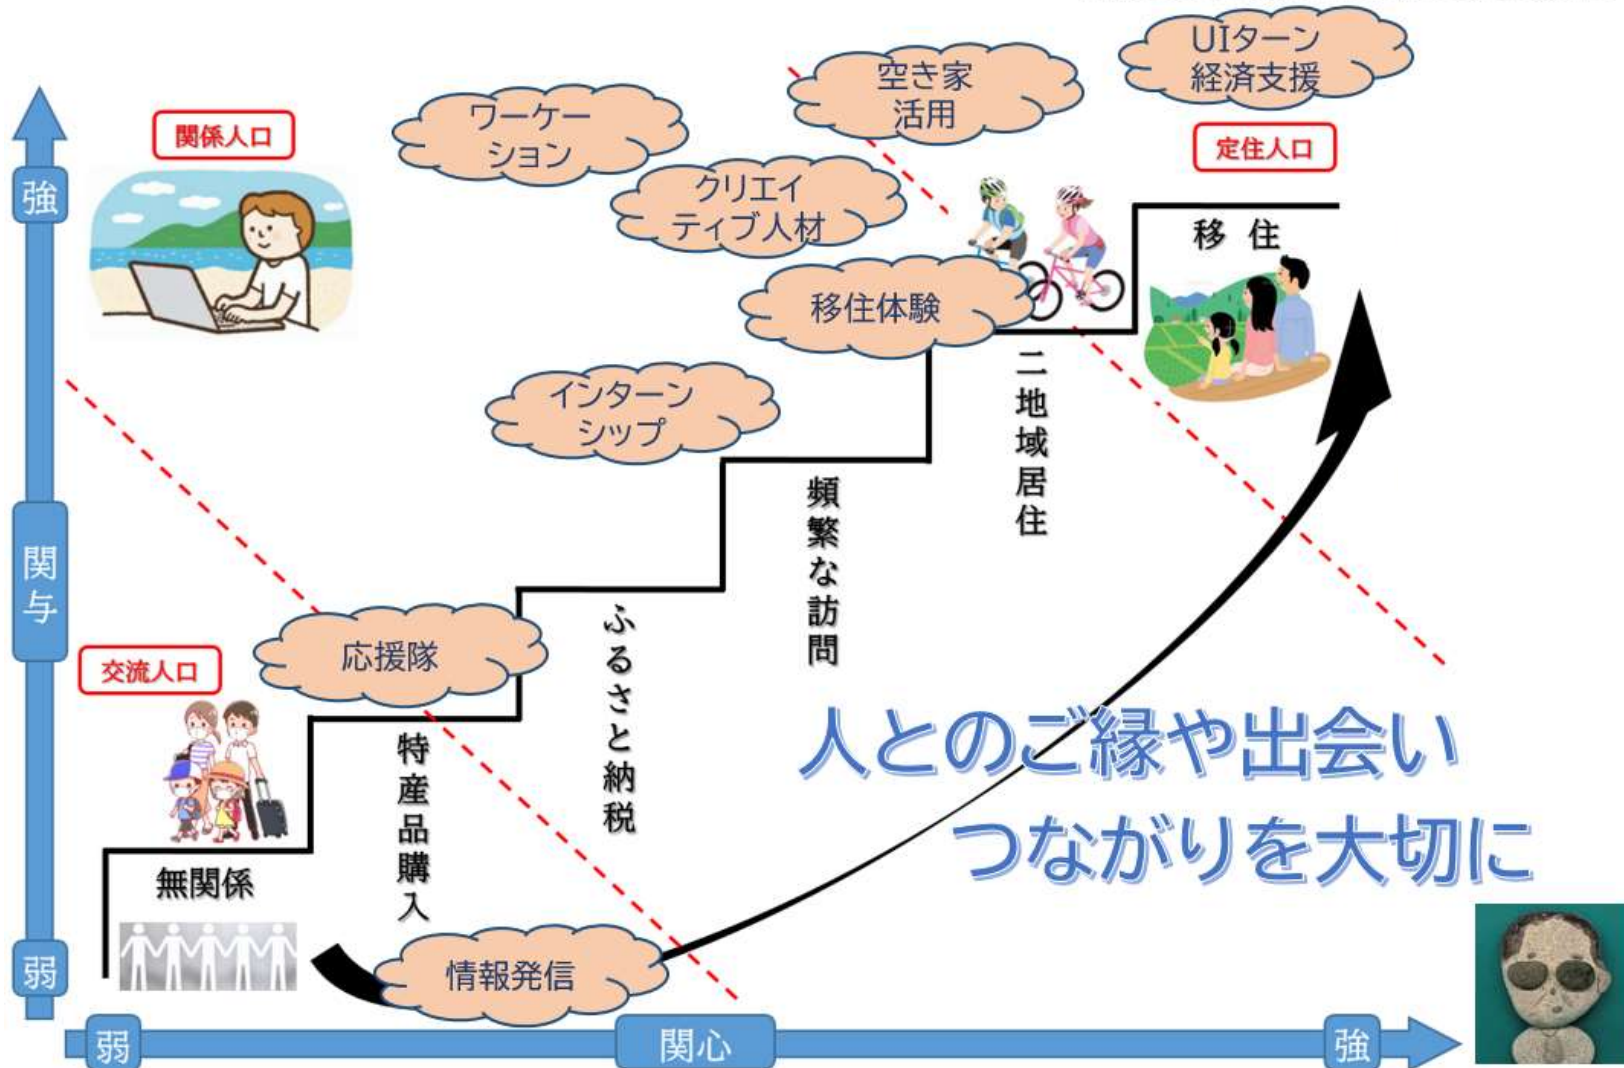 UIターン
経済支援
空き家
活用
ワーケー
ション
関係人口
定住人口
強
クリエイ
ティブ人材
移住
移住体験
二地域居住
インターン
シップ
頻繁な訪問
関与
応援隊
ふるさと納税
交流人口
特産品購入
人とのご縁や出会い
つながりを大切に
無関係
弱
情報発信
弱
関心
強